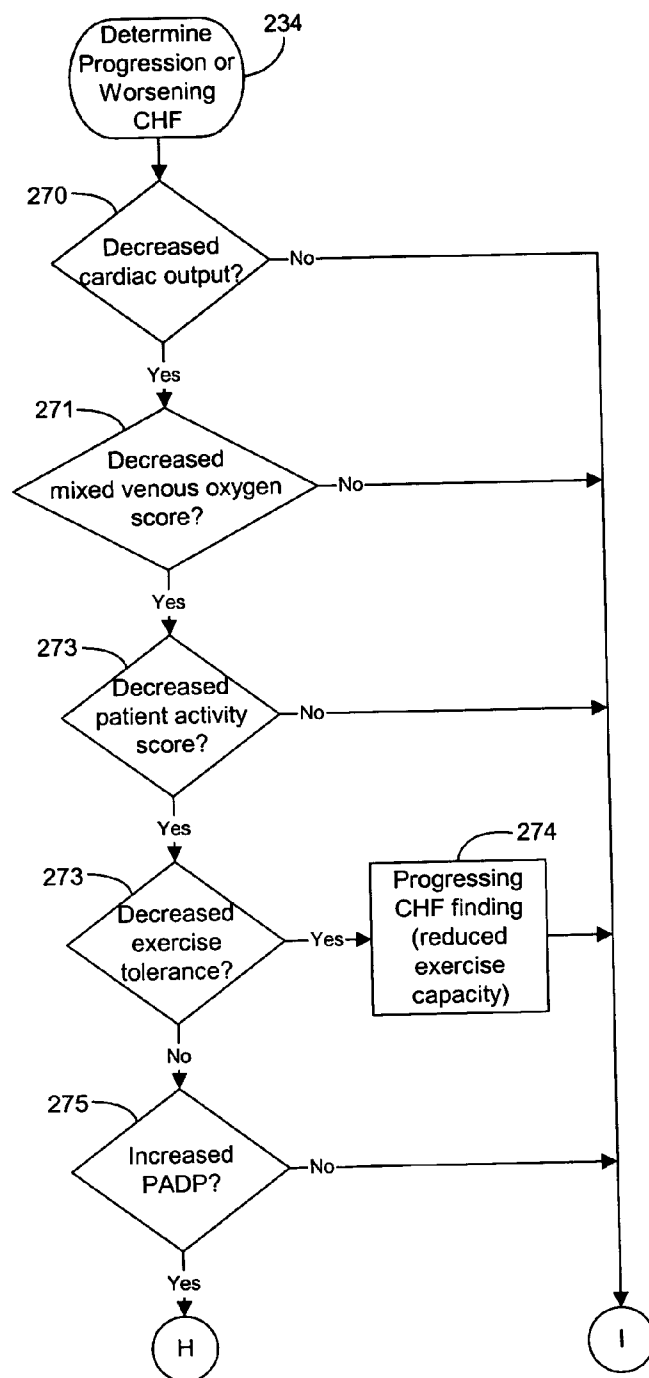 Determine
Progression or
Worsening
CHF
234
270
Decreased
cardiac output?
No
Yes
271
Decreased
mixed venous oxygen
score?
No
Yes
273
Decreased
patient activity
score?
No
Yes
273
Decreased
exercise
tolerance?
Yes
274
Progressing
CHF finding
(reduced
exercise
capacity)
No
275
Increased
PADP?
No
Yes
H
I